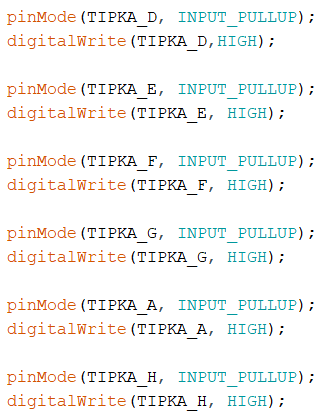 pinMode(TIPKA_D, INPUT_PULLUP);
digitalWrite(TIPKA_D,HIGH);
pinMode(TIPKA_E, INPUT_PULLUP);
digitalWrite(TIPKA_E, HIGH);
pinMode(TIPKA_F, INPUT_PULLUP);
digitalWrite(TIPKA_F, HIGH);
pinMode(TIPKA_G, INPUT_PULLUP);
digitalWrite(TIPKA_G, HIGH);
pinMode(TIPKA_A, INPUT_PULLUP);
digitalWrite(TIPKA_A, HIGH);
pinMode(TIPKA_H, INPUT_PULLUP);
digitalWrite(TIPKA_H, HIGH);